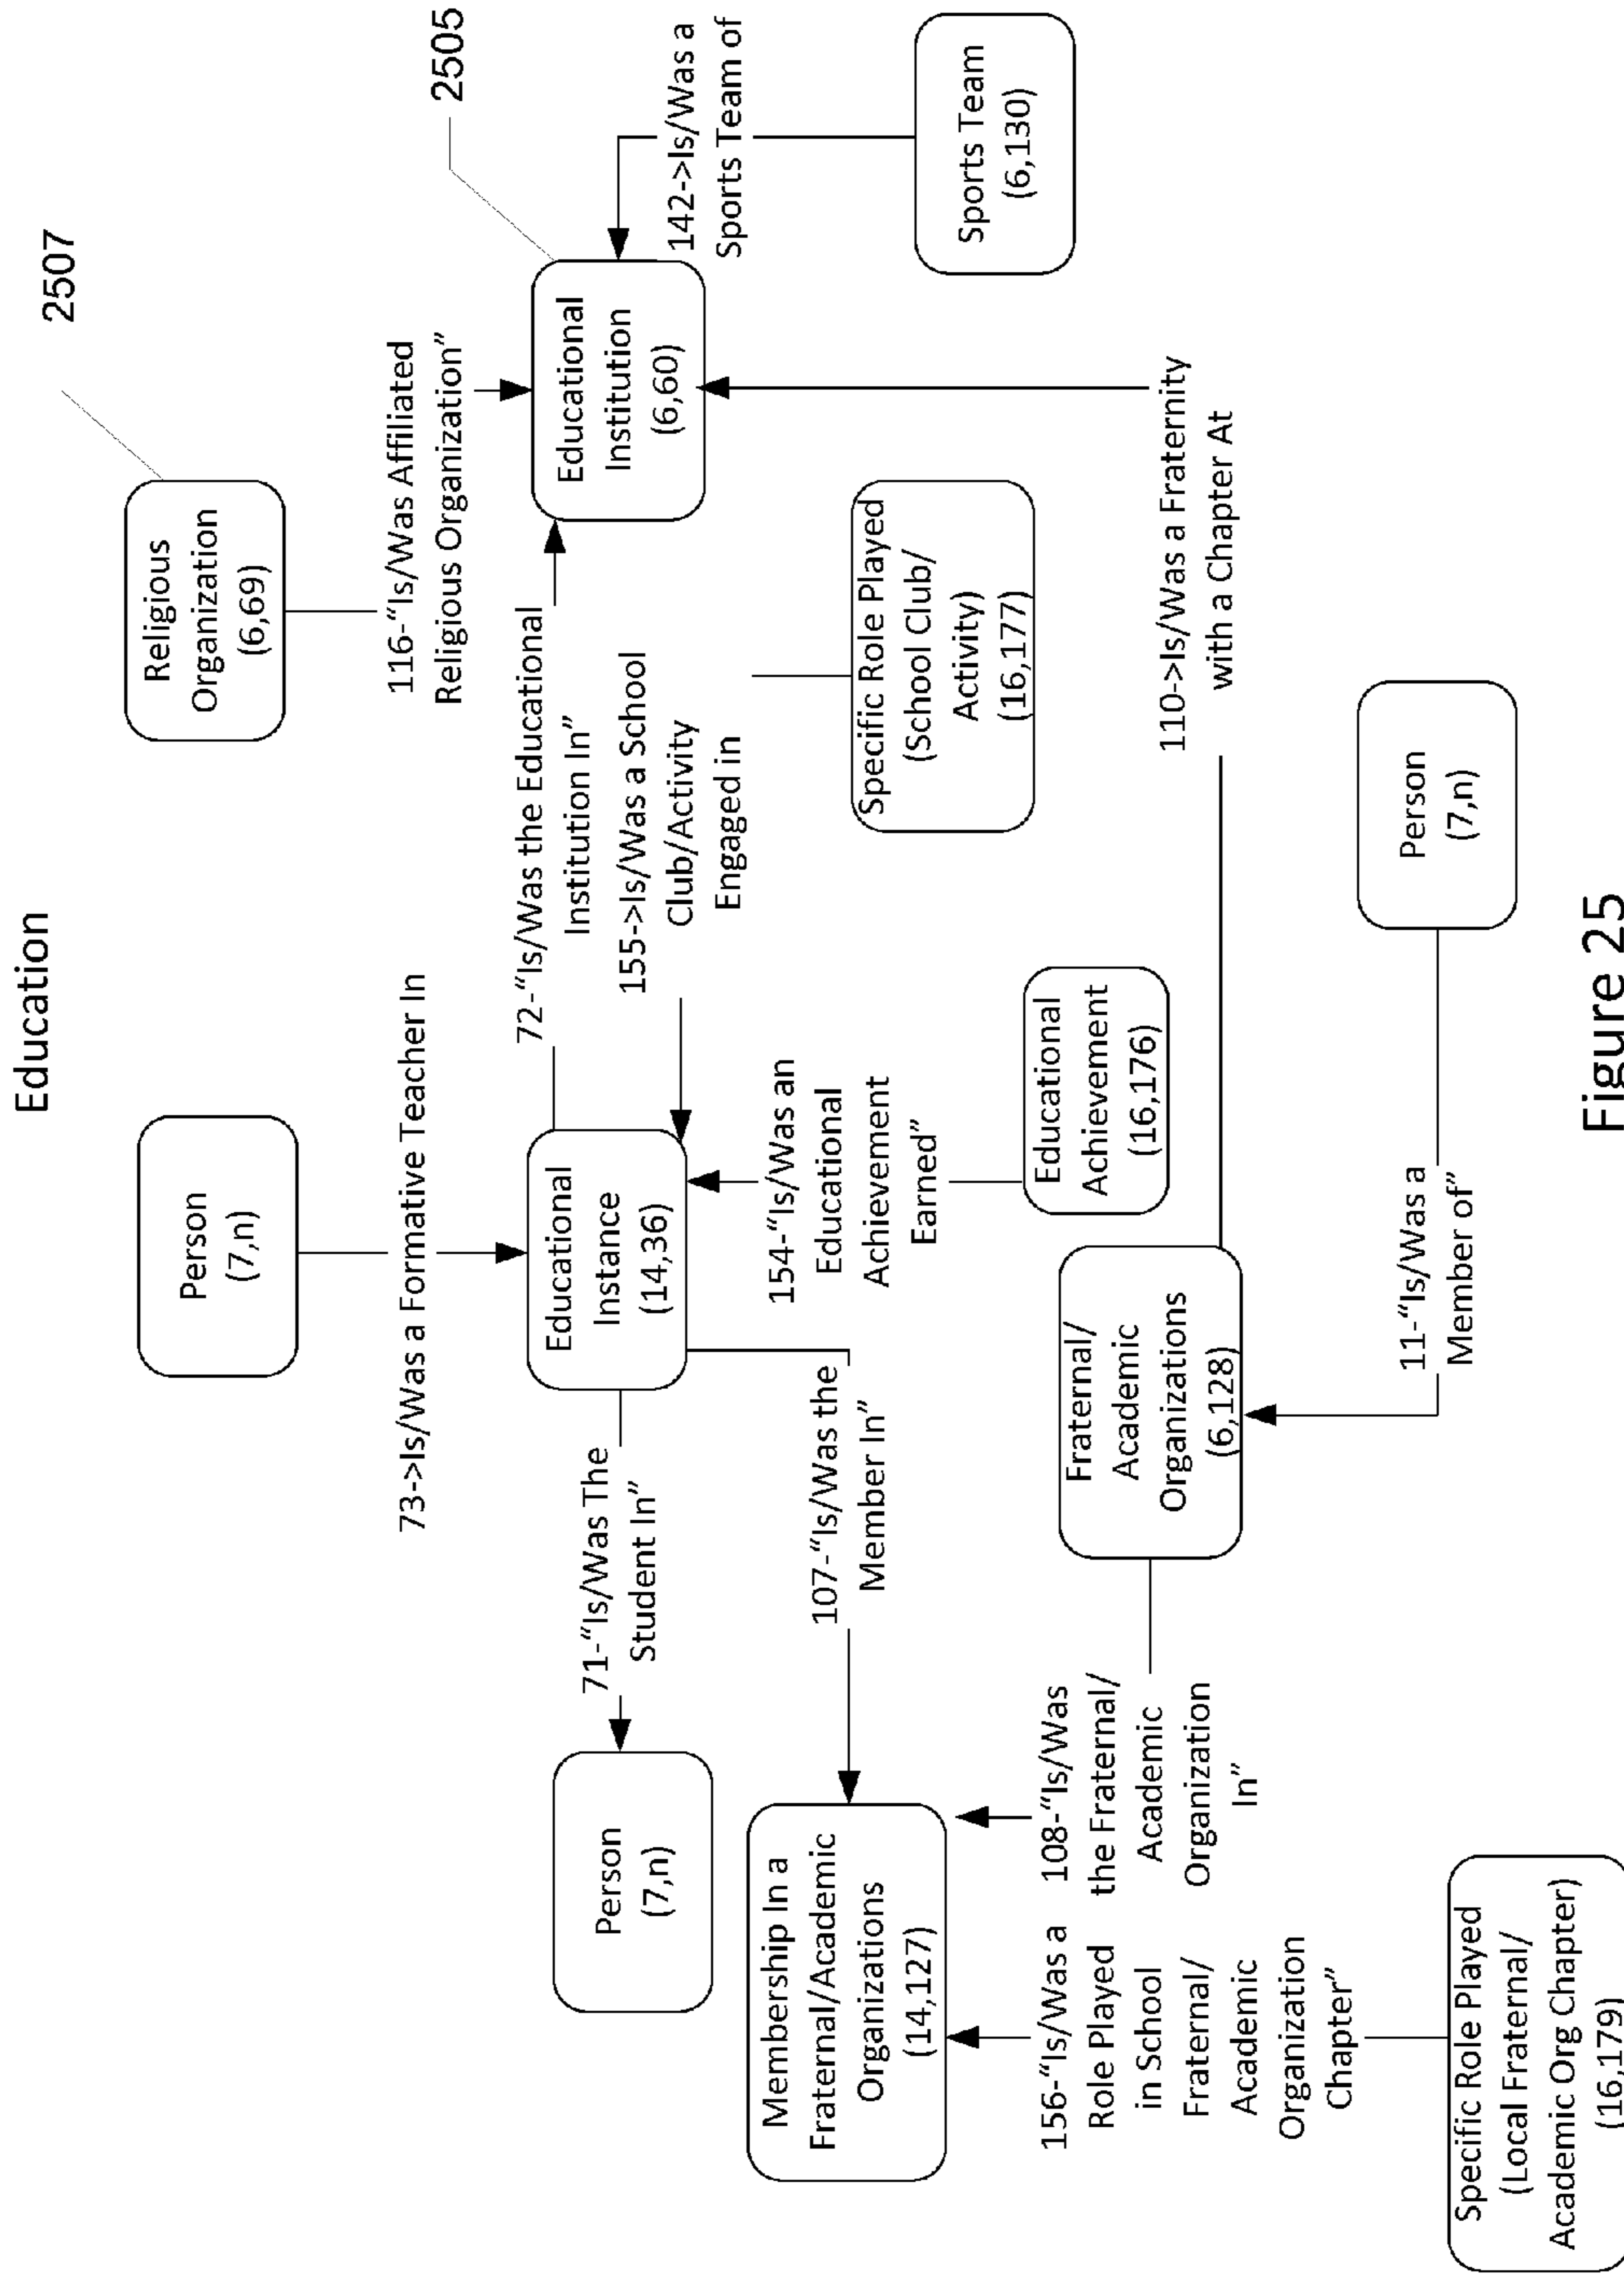 Education
2507
2505
Religious
Organization
(6,69)
116-“Is/Was Affiliated
Religious Organization”
Person
(7,n)
73->Is/Was a Formative Teacher In
Educational
Institution
(6,60)
142->Is/Was a
Sports Team of
Sports Team
(6,130)
72-“Is/Was the Educational
Institution In”
155->Is/Was a School
Club/Activity
Engaged in
Specific Role Played
(School Club/
Activity)
(16,177)
Educational
Instance
(14,36)
71-“Is/Was The
Student In”
Person
(7,n)
154-“Is/Was an
Educational
Achievement
Earned”
Educational
Achievement
(16,176)
107-“Is/Was the
Member In”
Membership In a
Fraternal/Academic
Organizations
(14,127)
Fraternal/
Academic
Organizations
(6,128)
110->Is/Was a Fraternity
with a Chapter At
108-“Is/Was
the Fraternal/
Academic
Organization
In”
156-“Is/Was a
Role Played
in School
Fraternal/
Academic
Organization
Chapter”
11-“Is/Was a
Member of”
Person
(7,n)
Specific Role Played
(Local Fraternal/
Academic Org Chapter)
(16,179)
Figure 25